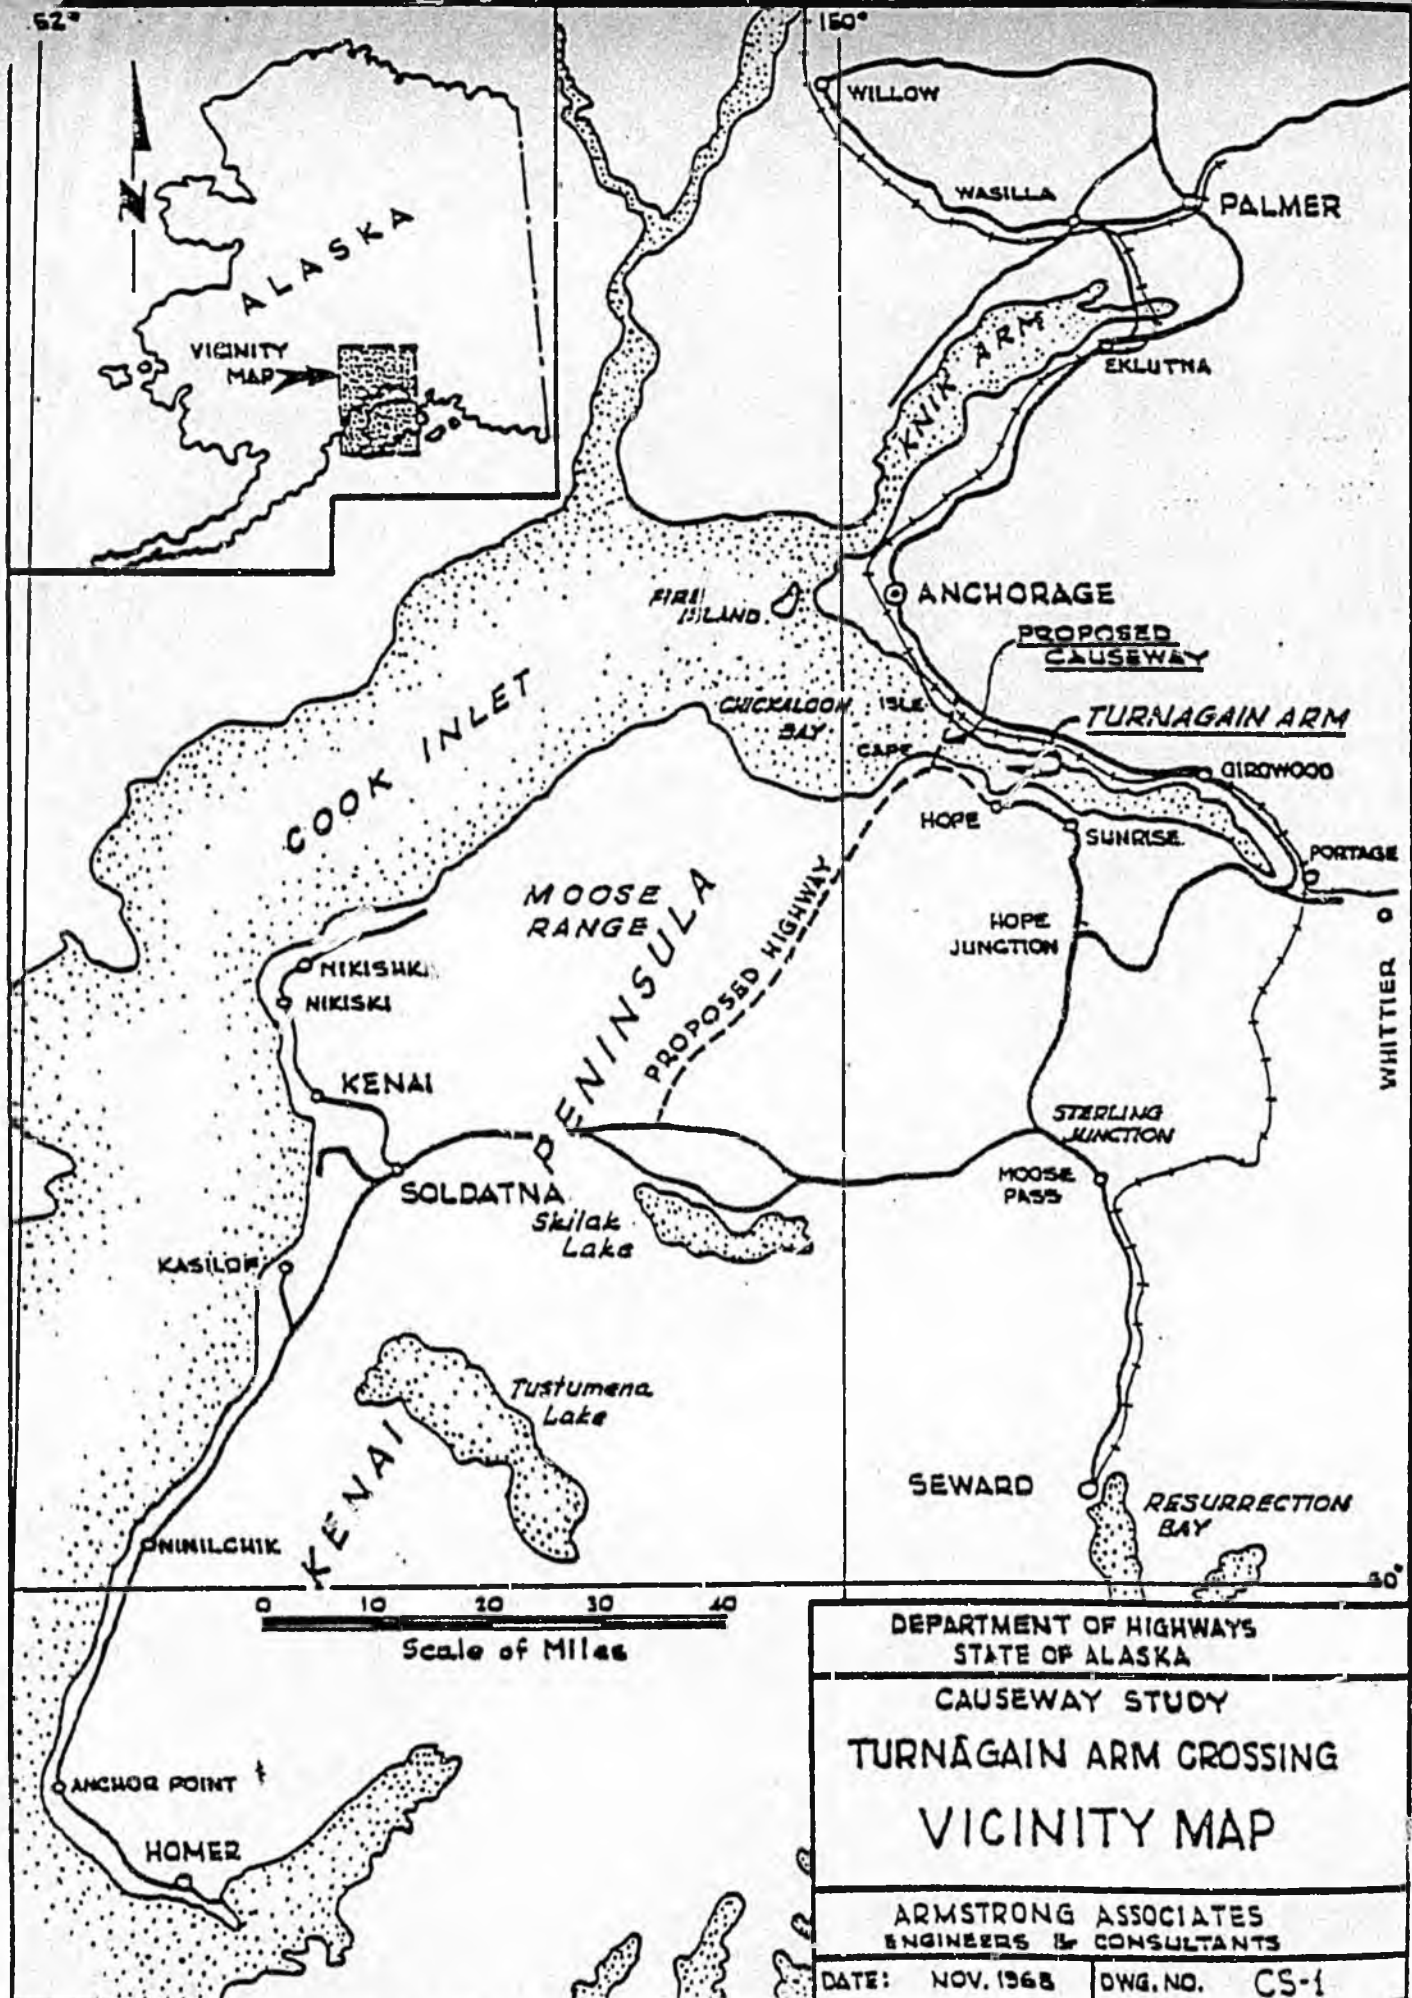 52°
150°
N
ALASKA
VICINITY
MAP
WILLOW
WASILLA
PALMER
KNIK ARM
EKLUTNA
FIRE
ISLAND
ANCHORAGE
PROPOSED
CAUSEWAY
COOK INLET
CHICKALOON
BAY
ISLE
TURNAGAIN ARM
CAPE
GIRDWOOD
HOPE
SUNRISE
PORTAGE
MOOSE
RANGE
HOPE
JUNCTION
PROPOSED HIGHWAY
WHITTIER
NIKISHKI
NIKISKI
KENAI
KENAI PENINSULA
STERLING
JUNCTION
MOOSE
PASS
SOLDATNA
Skilak
Lake
KASILOF
Tustumena
Lake
SEWARD
RESURRECTION
BAY
NINILCHIK
60°
0 10 20 30 40
Scale of Miles
ANCHOR POINT
HOMER
DEPARTMENT OF HIGHWAYS
STATE OF ALASKA
CAUSEWAY STUDY
TURNAGAIN ARM CROSSING
VICINITY MAP
ARMSTRONG ASSOCIATES
ENGINEERS & CONSULTANTS
DATE: NOV. 1968
DWG. NO. CS-1